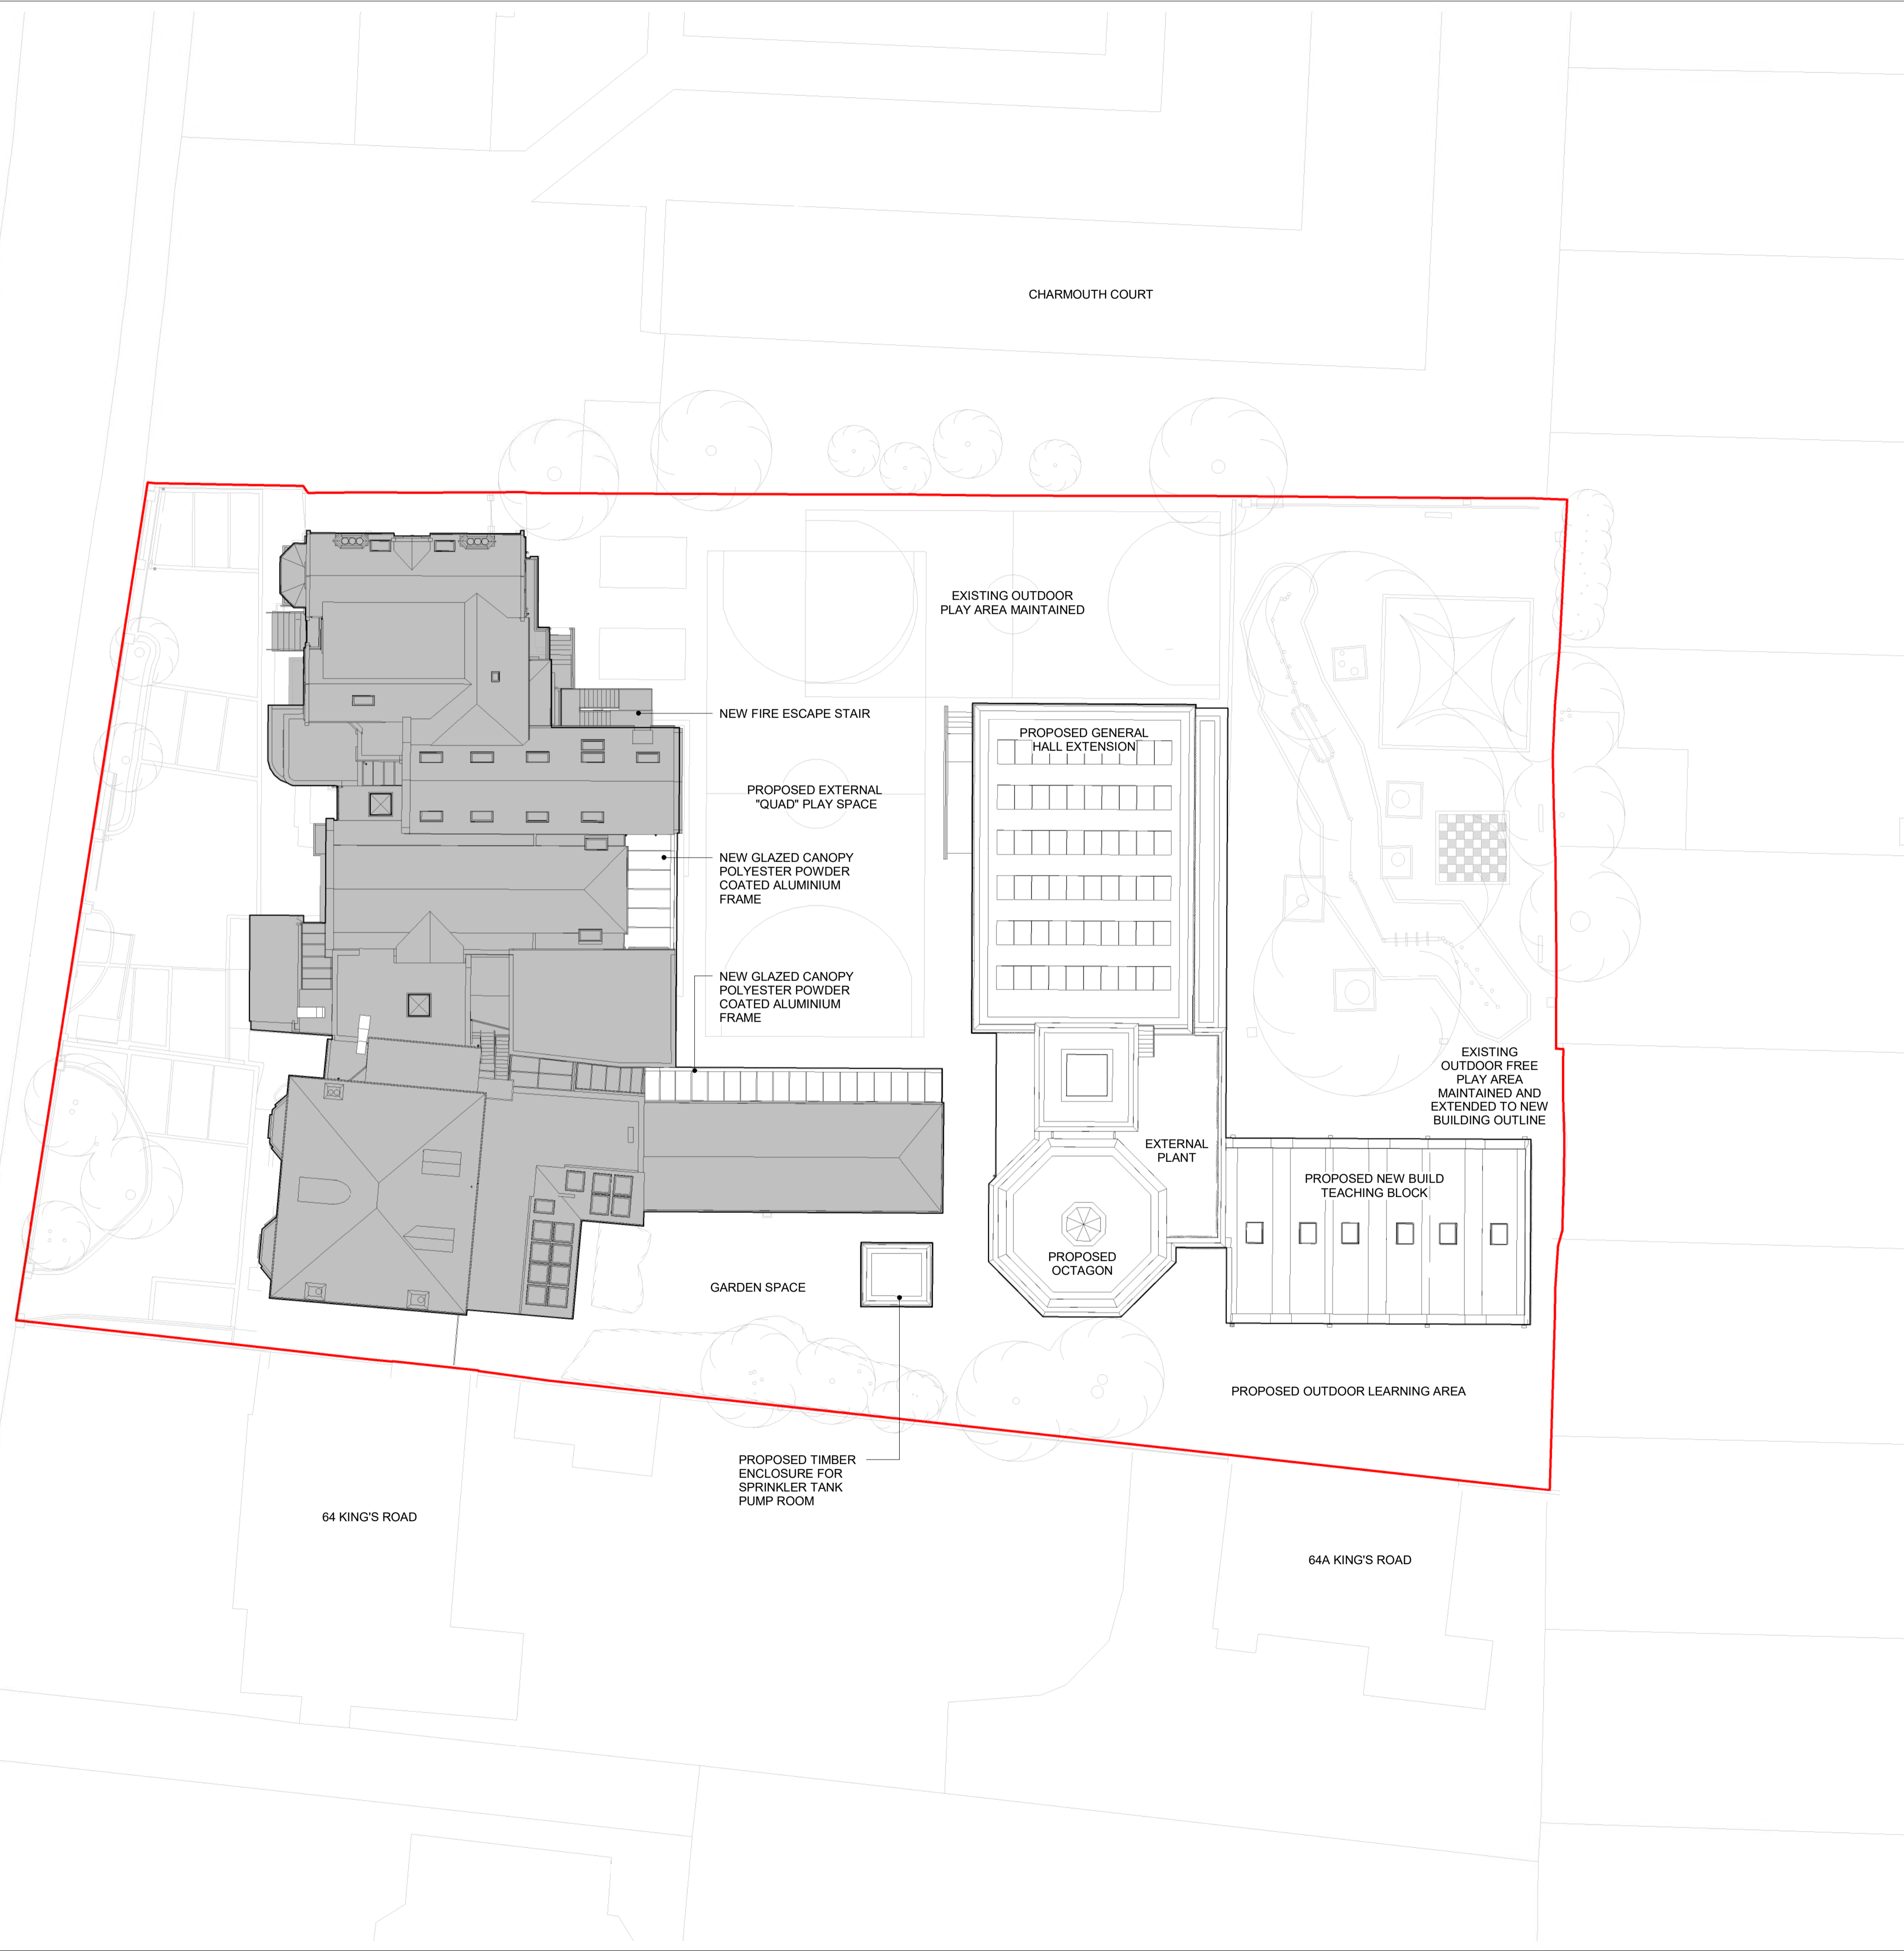 CHARMOUTH COURT
EXISTING OUTDOOR
PLAY AREA MAINTAINED
NEW FIRE ESCAPE STAIR
PROPOSED GENERAL
HALL EXTENSION
PROPOSED EXTERNAL
"QUAD" PLAY SPACE
NEW GLAZED CANOPY
POLYESTER POWDER
COATED ALUMINIUM
FRAME
NEW GLAZED CANOPY
POLYESTER POWDER
COATED ALUMINIUM
FRAME
EXISTING
OUTDOOR FREE
PLAY AREA
MAINTAINED AND
EXTENDED TO NEW
BUILDING OUTLINE
EXTERNAL
PLANT
PROPOSED NEW BUILD
TEACHING BLOCK
PROPOSED
OCTAGON
GARDEN SPACE
PROPOSED OUTDOOR LEARNING AREA
PROPOSED TIMBER
ENCLOSURE FOR
SPRINKLER TANK
PUMP ROOM
64 KING'S ROAD
64A KING'S ROAD